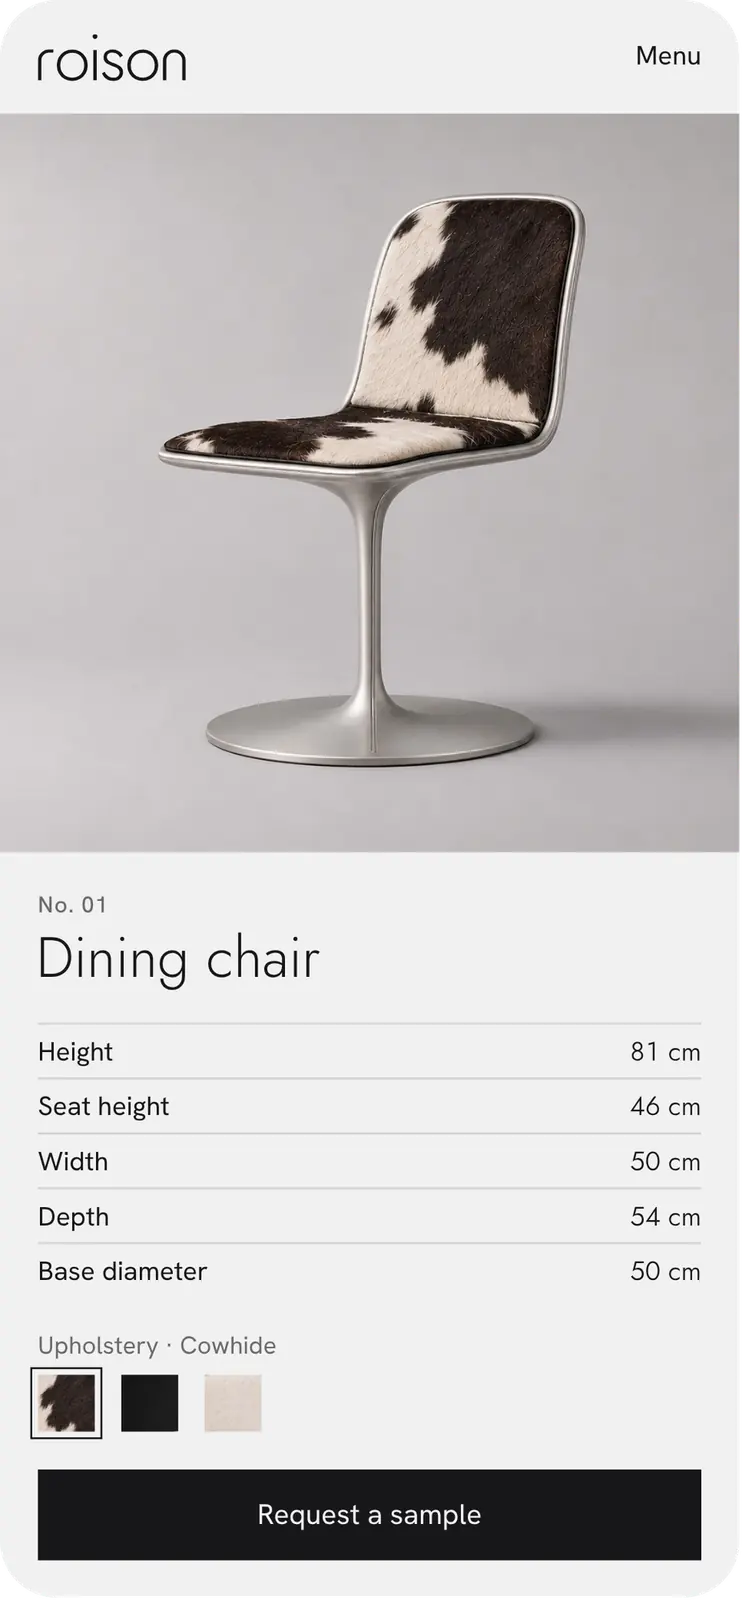 roison
Menu
No. 01
Dining chair
Height 81 cm
Seat height 46 cm
Width 50 cm
Depth 54 cm
Base diameter 50 cm
Upholstery · Cowhide
Request a sample